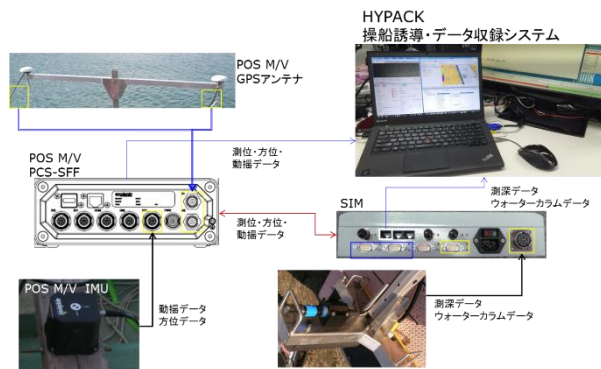 HYPACK
操船誘導・データ収録システム
POS M/V
GPSアンテナ
測位・方位・
動揺データ
POS M/V
PCS-SFF
SIM
測深データ
ウォーターカラムデータ
測位・方位・
動揺データ
POS M/V IMU
動揺データ
方位データ
測深データ
ウォーターカラムデータ